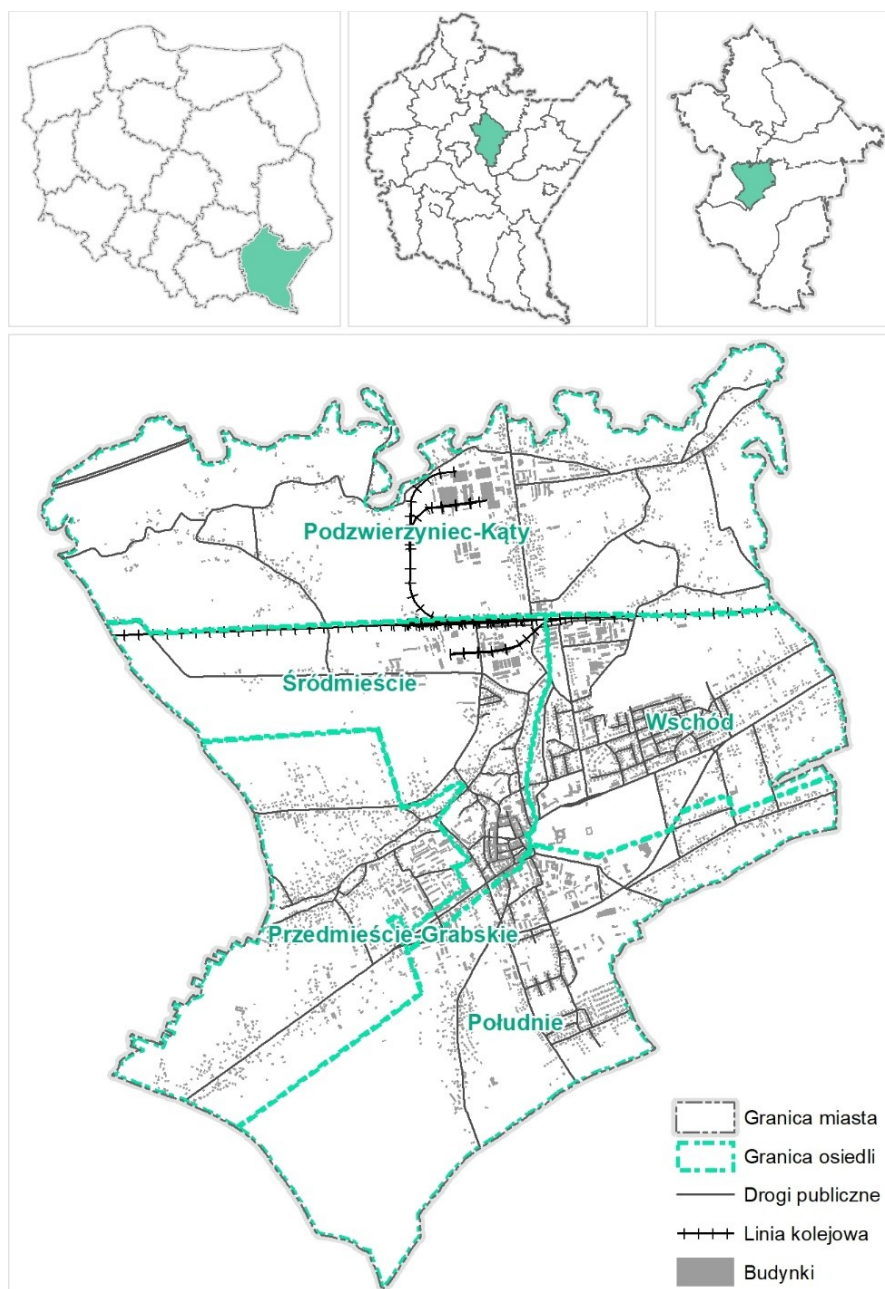 Podzwierzyniec-Kąty
Śródmieście
Wschód
Przedmieście-Grabskie
Południe
Granica miasta
Granica osiedli
Drogi publiczne
Linia kolejowa
Budynki